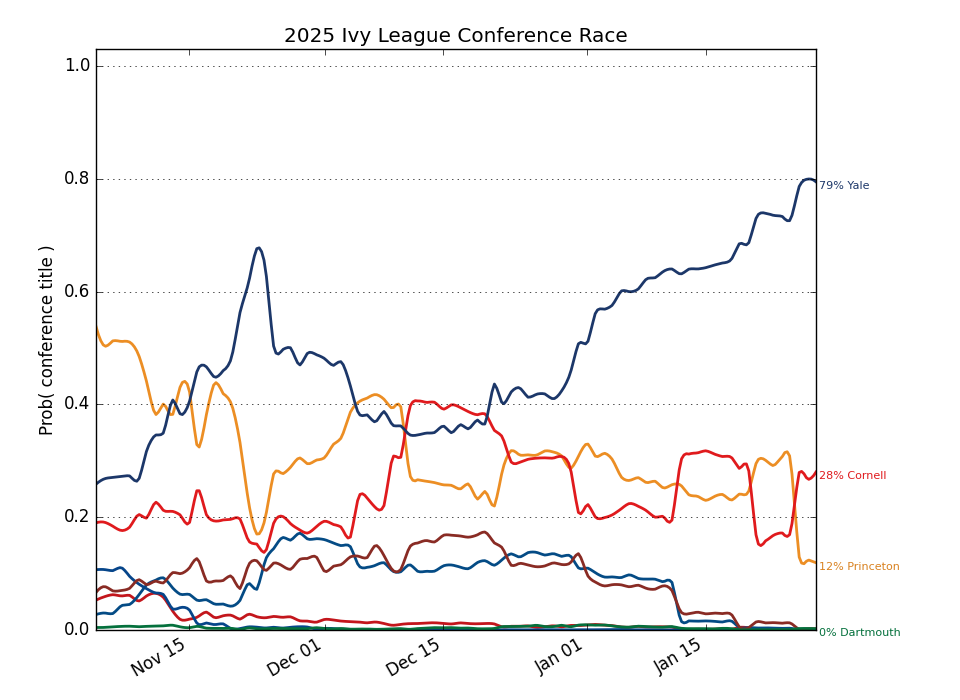 2025 Ivy League Conference Race
Prob( conference title )
1.0
0.8
0.6
0.4
0.2
0.0
79% Yale
28% Cornell
12% Princeton
0% Dartmouth
Nov 15
Dec 01
Dec 15
Jan 01
Jan 15